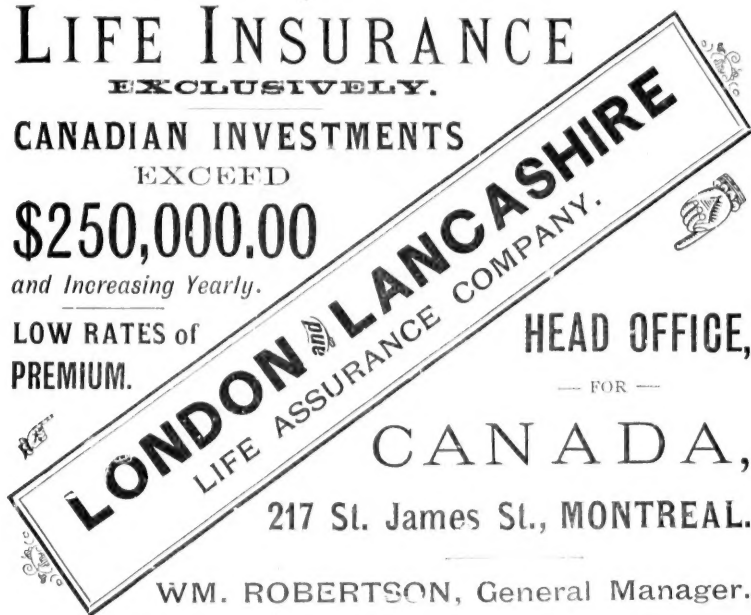 LIFE INSURANCE
EXCLUSIVELY.
CANADIAN INVESTMENTS
EXCEED
$250,000.00
and Increasing Yearly.
LOW RATES of
PREMIUM.
LONDON and LANCASHIRE
LIFE ASSURANCE COMPANY.
HEAD OFFICE,
— FOR —
CANADA,
217 St. James St., MONTREAL.
WM. ROBERTSON, General Manager.